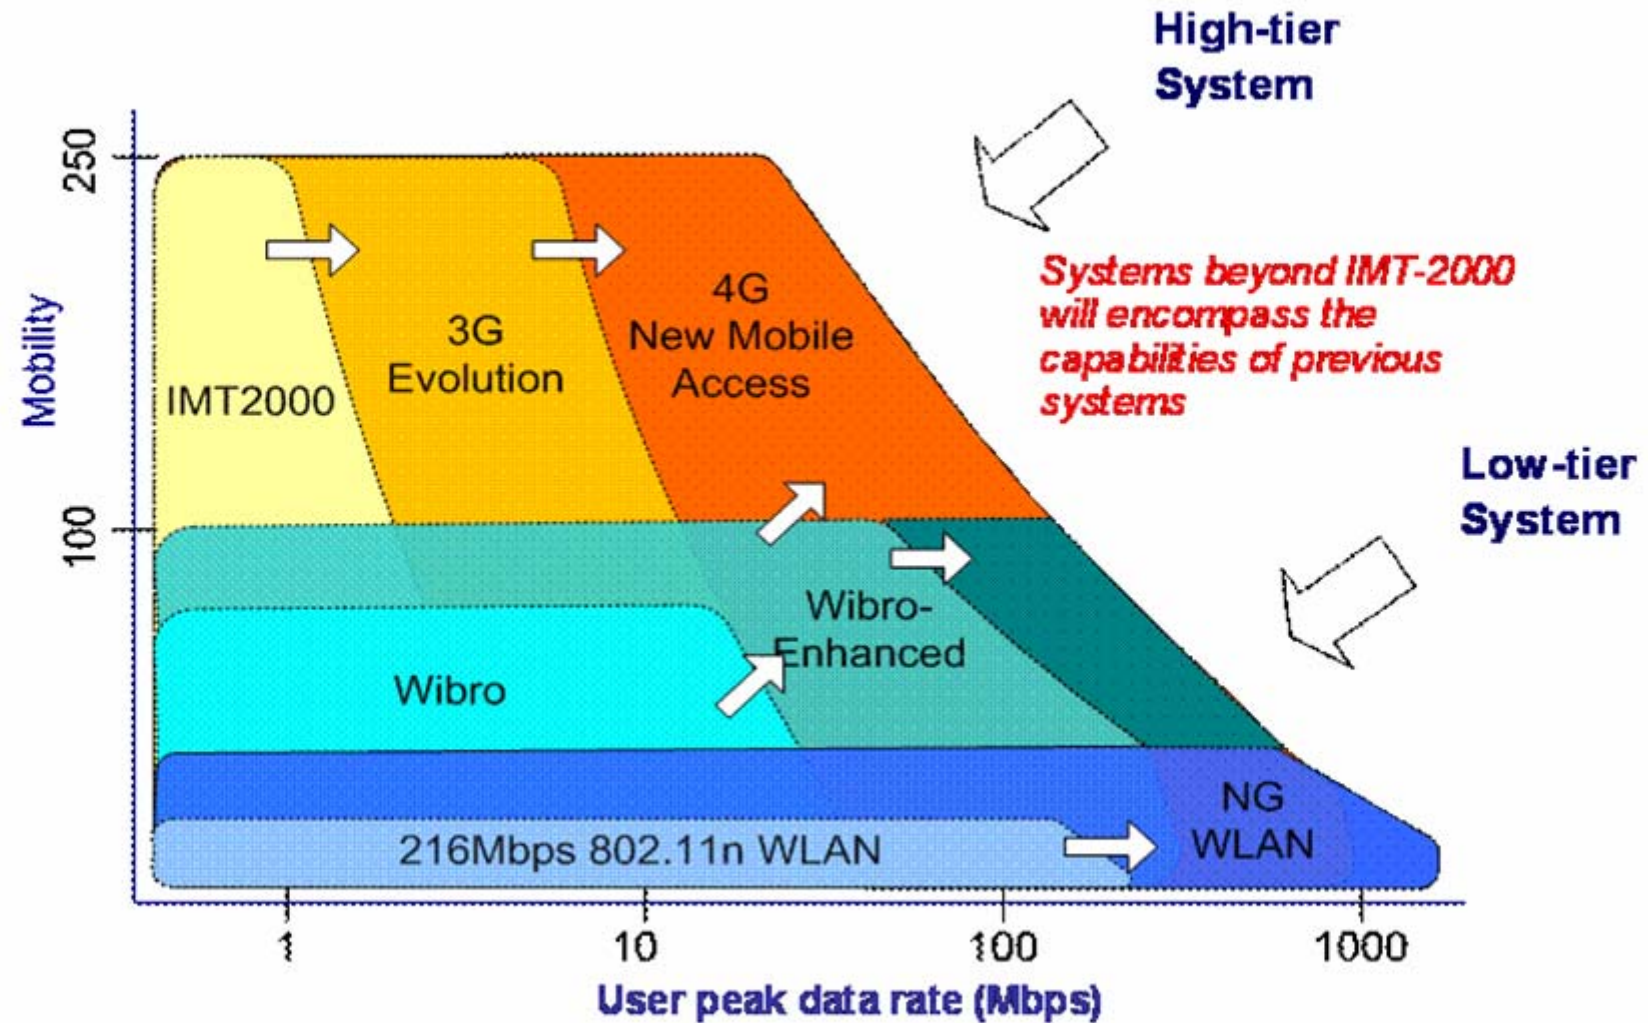 High-tier
System
250
Systems beyond IMT-2000
will encompass the
capabilities of previous
systems
4G
New Mobile
Access
3G
Evolution
IMT2000
Mobility
Low-tier
System
100
Wibro-
Enhanced
Wibro
NG
WLAN
216Mbps 802.11n WLAN
1
10
100
1000
User peak data rate (Mbps)